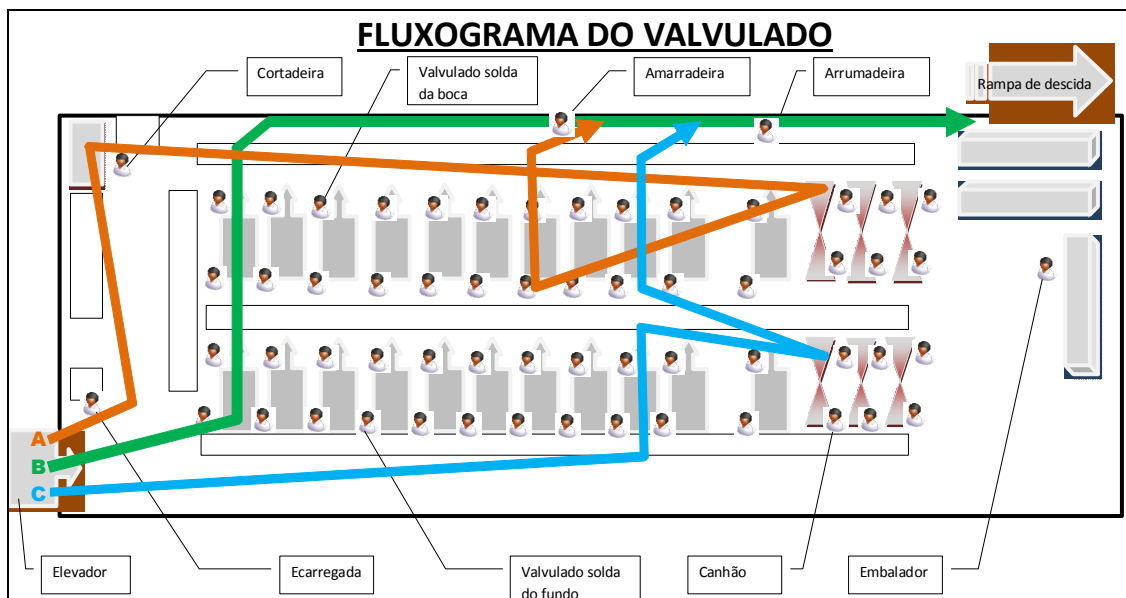 FLUXOGRAMA DO VALVULADO
Cortadeira
Valvulado solda
da boca
Amarradeira
Arrumadeira
Rampa de descida
A
B
C
Elevador
Ecarregada
Valvulado solda
do fundo
Canhão
Embalador